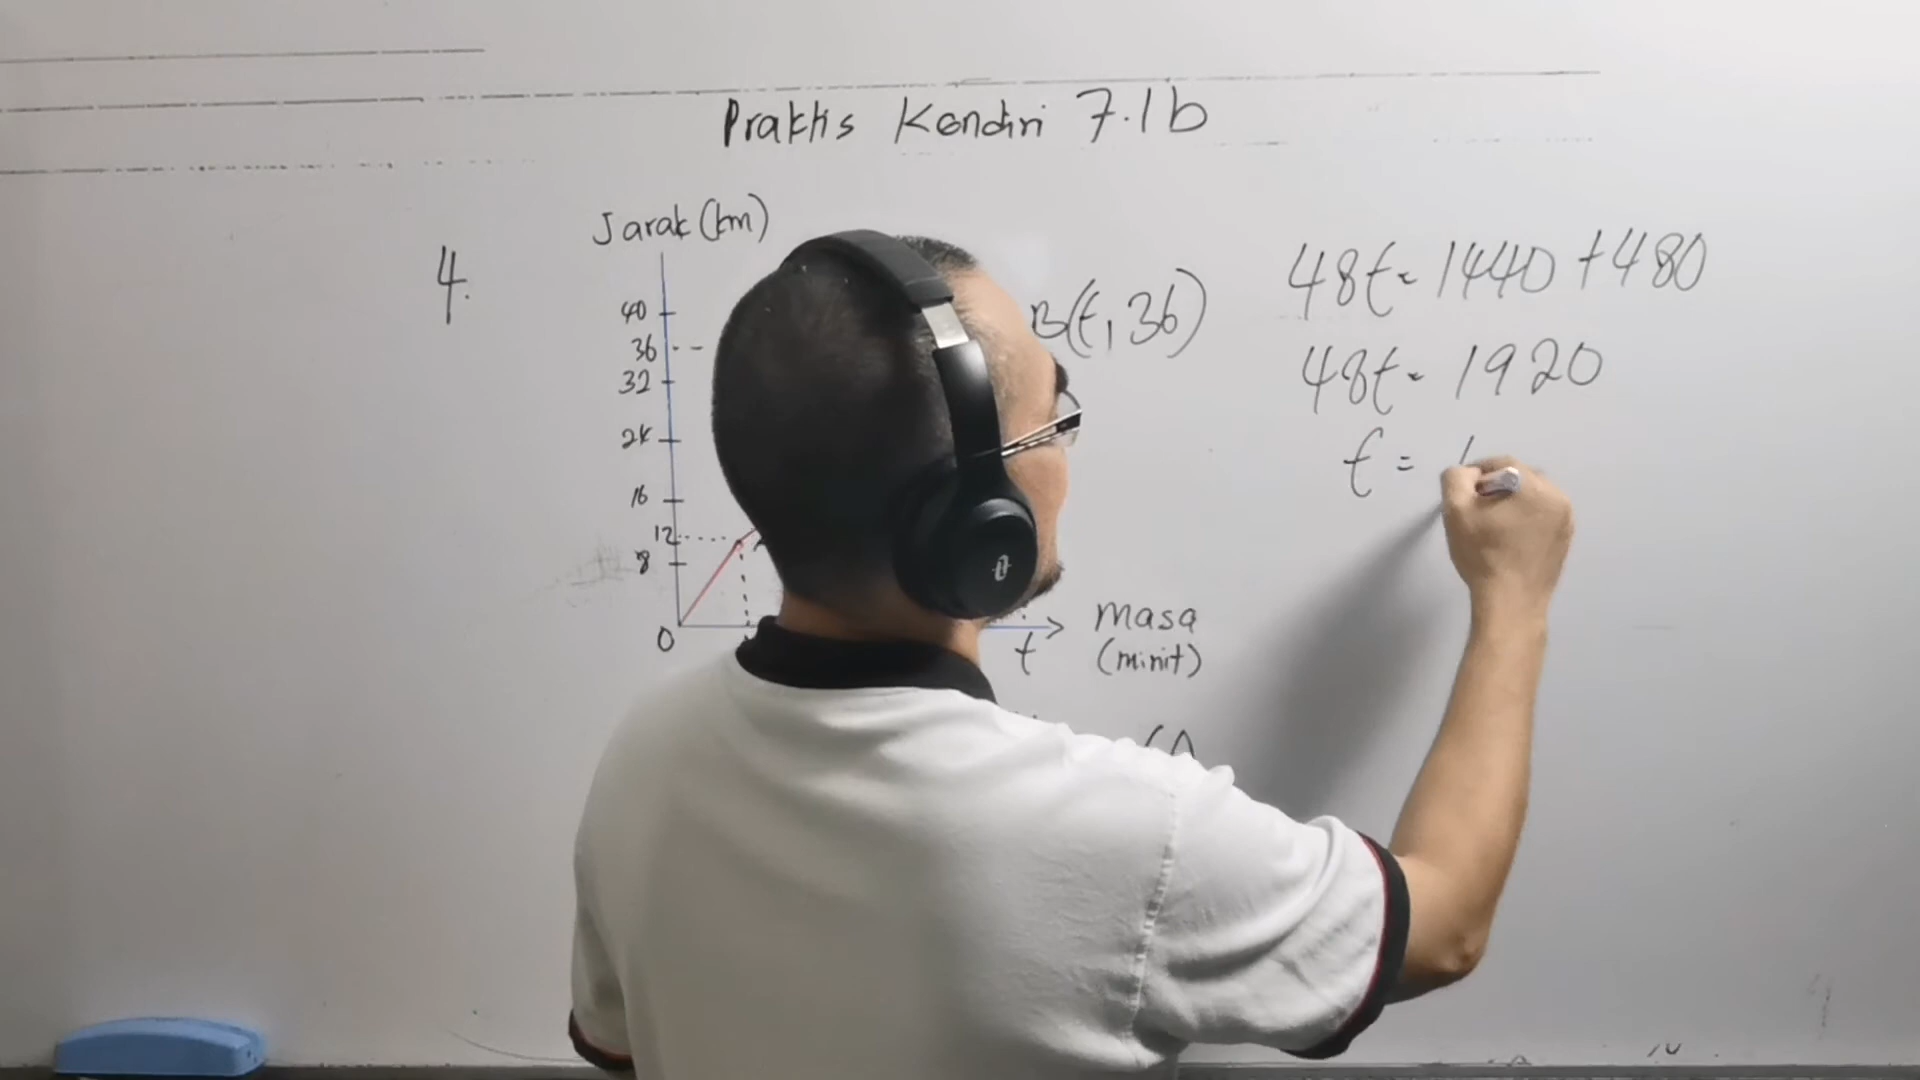 Praktis Kendiri 7.1b
4.
Jarak (km)
40
36
32
24
16
12
8
0
t
Masa
(minit)
B(t, 36)
48t = 1440 + 480
48t = 1920
t =